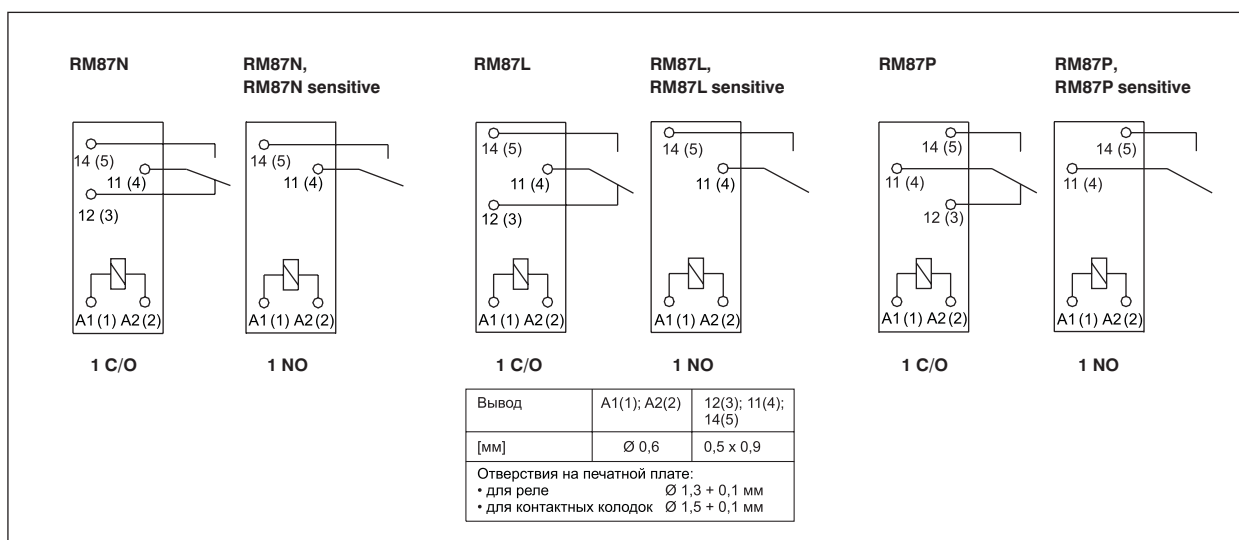 RM87N
RM87N,
RM87N sensitive
RM87L
RM87L,
RM87L sensitive
RM87P
RM87P,
RM87P sensitive
14 (5)
11 (4)
12 (3)
A1 (1) A2 (2)
1 C/O
14 (5)
11 (4)
A1 (1) A2 (2)
1 NO
14 (5)
11 (4)
12 (3)
A1 (1) A2 (2)
1 C/O
14 (5)
11 (4)
A1 (1) A2 (2)
1 NO
14 (5)
11 (4)
12 (3)
A1 (1) A2 (2)
1 C/O
14 (5)
11 (4)
A1 (1) A2 (2)
1 NO
Вывод A1(1); A2(2) 12(3); 11(4);
14(5)
[мм] Ø 0,6 0,5 x 0,9
Отверствия на печатной плате:
• для реле Ø 1,3 + 0,1 мм
• для контактных колодок Ø 1,5 + 0,1 мм